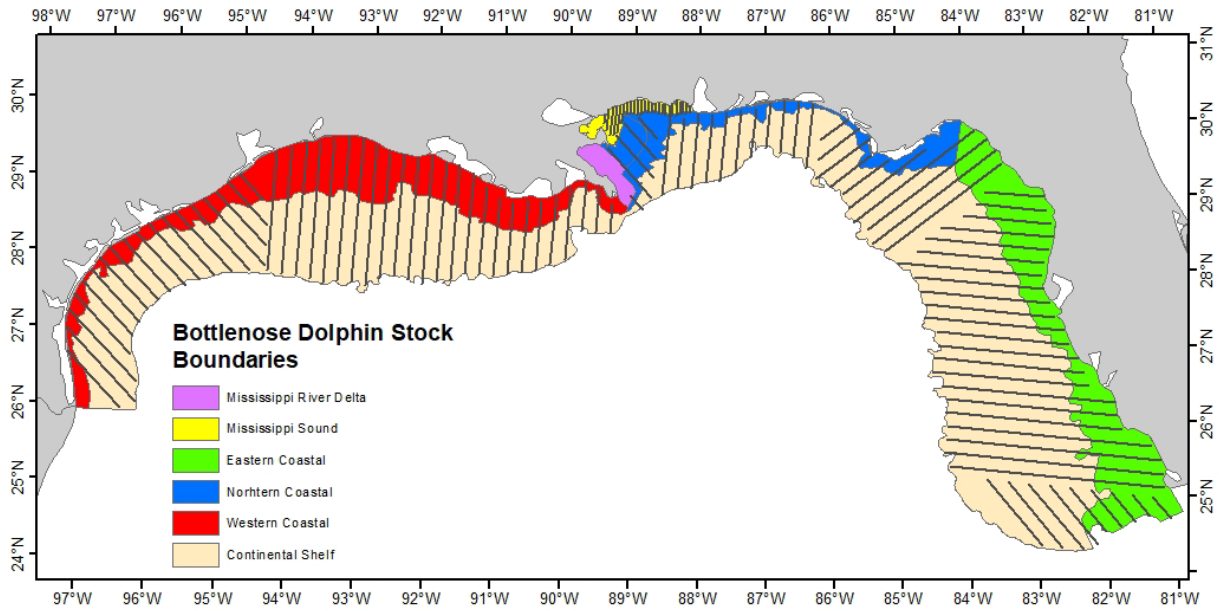 98°W 97°W 96°W 95°W 94°W 93°W 92°W 91°W 90°W 89°W 88°W 87°W 86°W 85°W 84°W 83°W 82°W 81°W
31°N
30°N 30°N
29°N 29°N
28°N 28°N
27°N 27°N
26°N 26°N
25°N 25°N
24°N
Bottlenose Dolphin Stock
Boundaries
Mississippi River Delta
Mississippi Sound
Eastern Coastal
Norhtern Coastal
Western Coastal
Continental Shelf
97°W 96°W 95°W 94°W 93°W 92°W 91°W 90°W 89°W 88°W 87°W 86°W 85°W 84°W 83°W 82°W 81°W